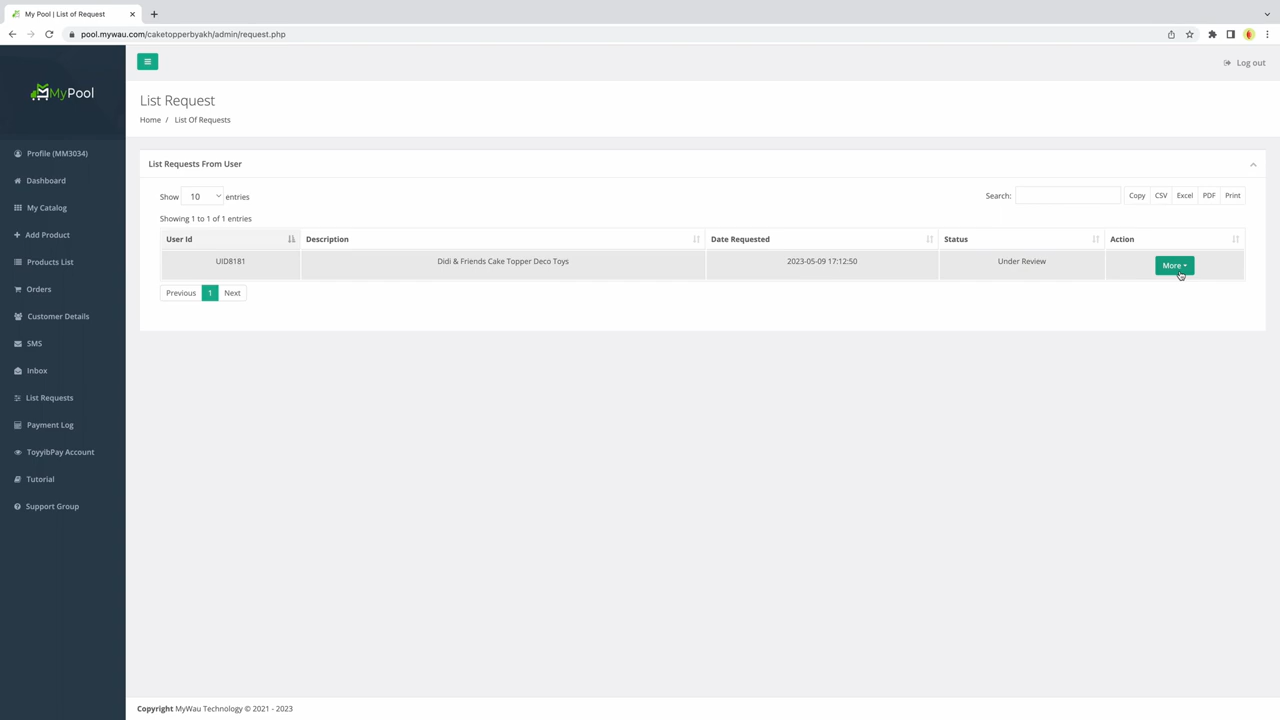 My Pool | List of Request
pool.mywau.com/caketopperbyakh/admin/request.php
MyPool
Log out
List Request
Home / List Of Requests
Profile (MM3034)
Dashboard
My Catalog
Add Product
Products List
Orders
Customer Details
SMS
Inbox
List Requests
Payment Log
ToyyibPay Account
Tutorial
Support Group
List Requests From User
Show 10 entries
Search:
Copy CSV Excel PDF Print
Showing 1 to 1 of 1 entries
User Id Description Date Requested Status Action
UID8181 Didi & Friends Cake Topper Deco Toys 2023-05-09 17:12:50 Under Review More
Previous 1 Next
Copyright MyWau Technology © 2021 - 2023